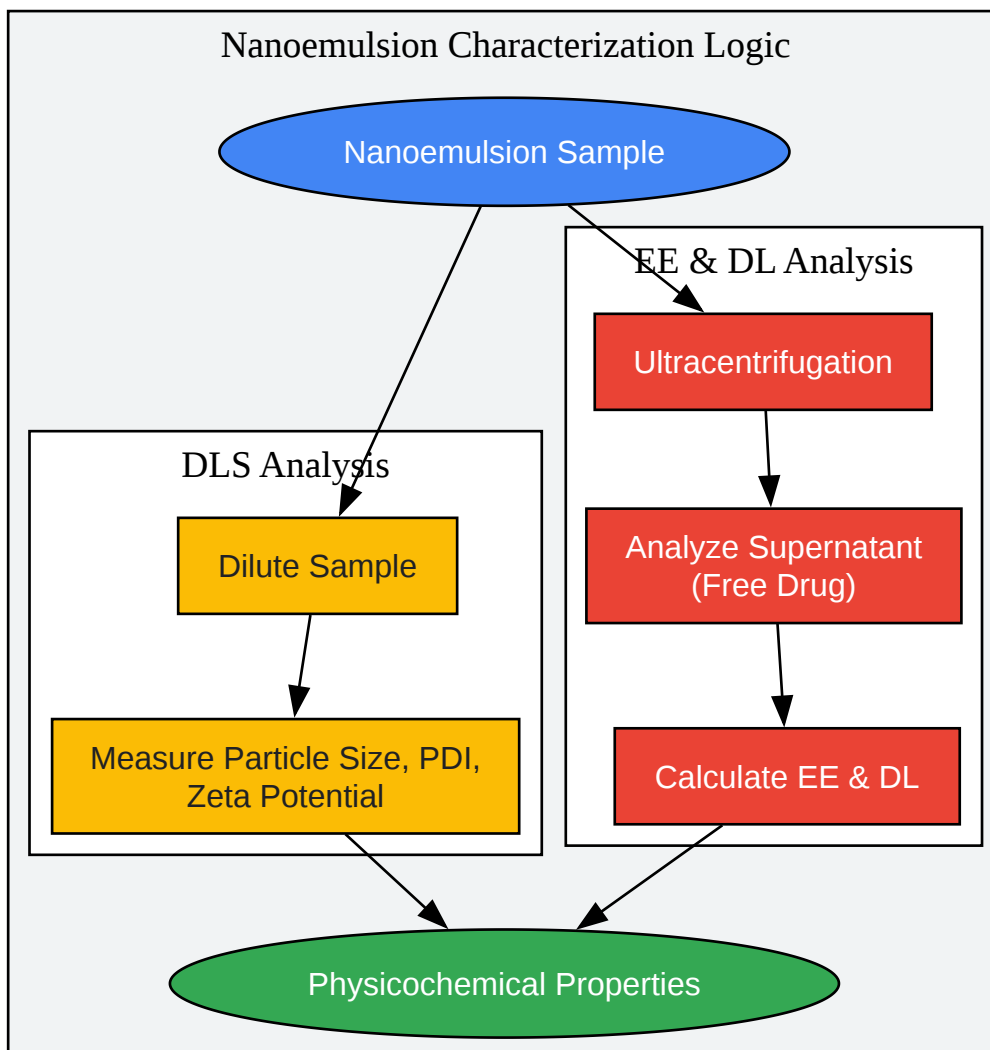 Nanoemulsion Characterization Logic
Nanoemulsion Sample
EE & DL Analysis
Ultracentrifugation
Analyze Supernatant
(Free Drug)
Calculate EE & DL
DLS Analysis
Dilute Sample
Measure Particle Size, PDI,
Zeta Potential
Physicochemical Properties